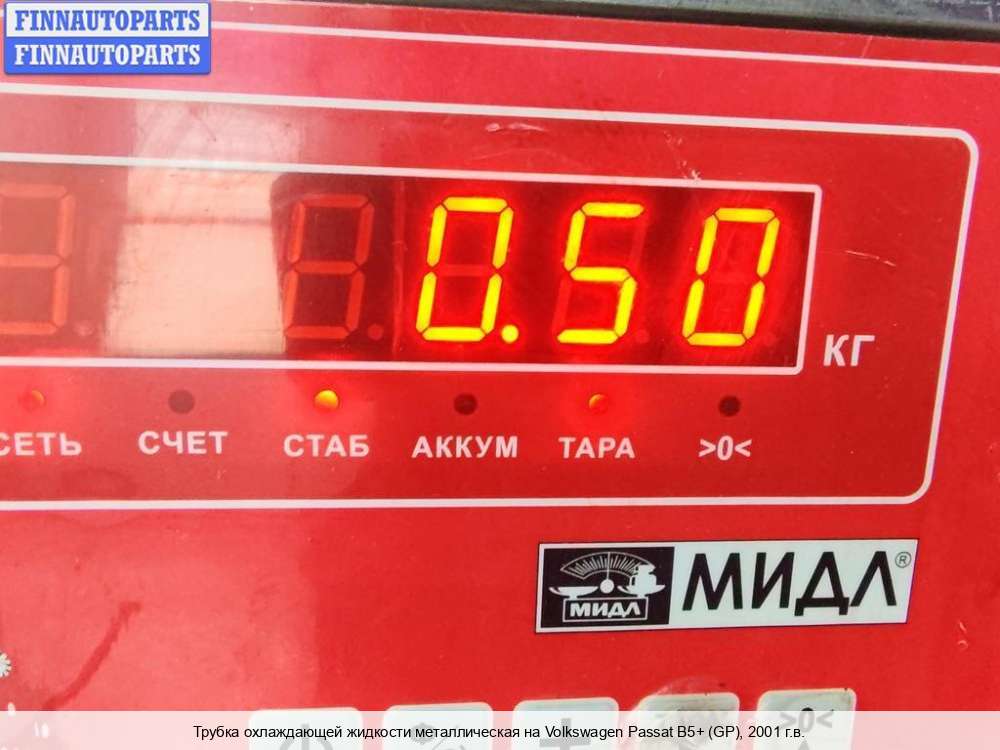 FINNAUTOPARTS
FINNAUTOPARTS
0.50
КГ
СЕТЬ СЧЕТ СТАБ АККУМ ТАРА >0<
МИДЛ МИДЛ®
>0<
Трубка охлаждающей жидкости металлическая на Volkswagen Passat B5+ (GP), 2001 г.в.